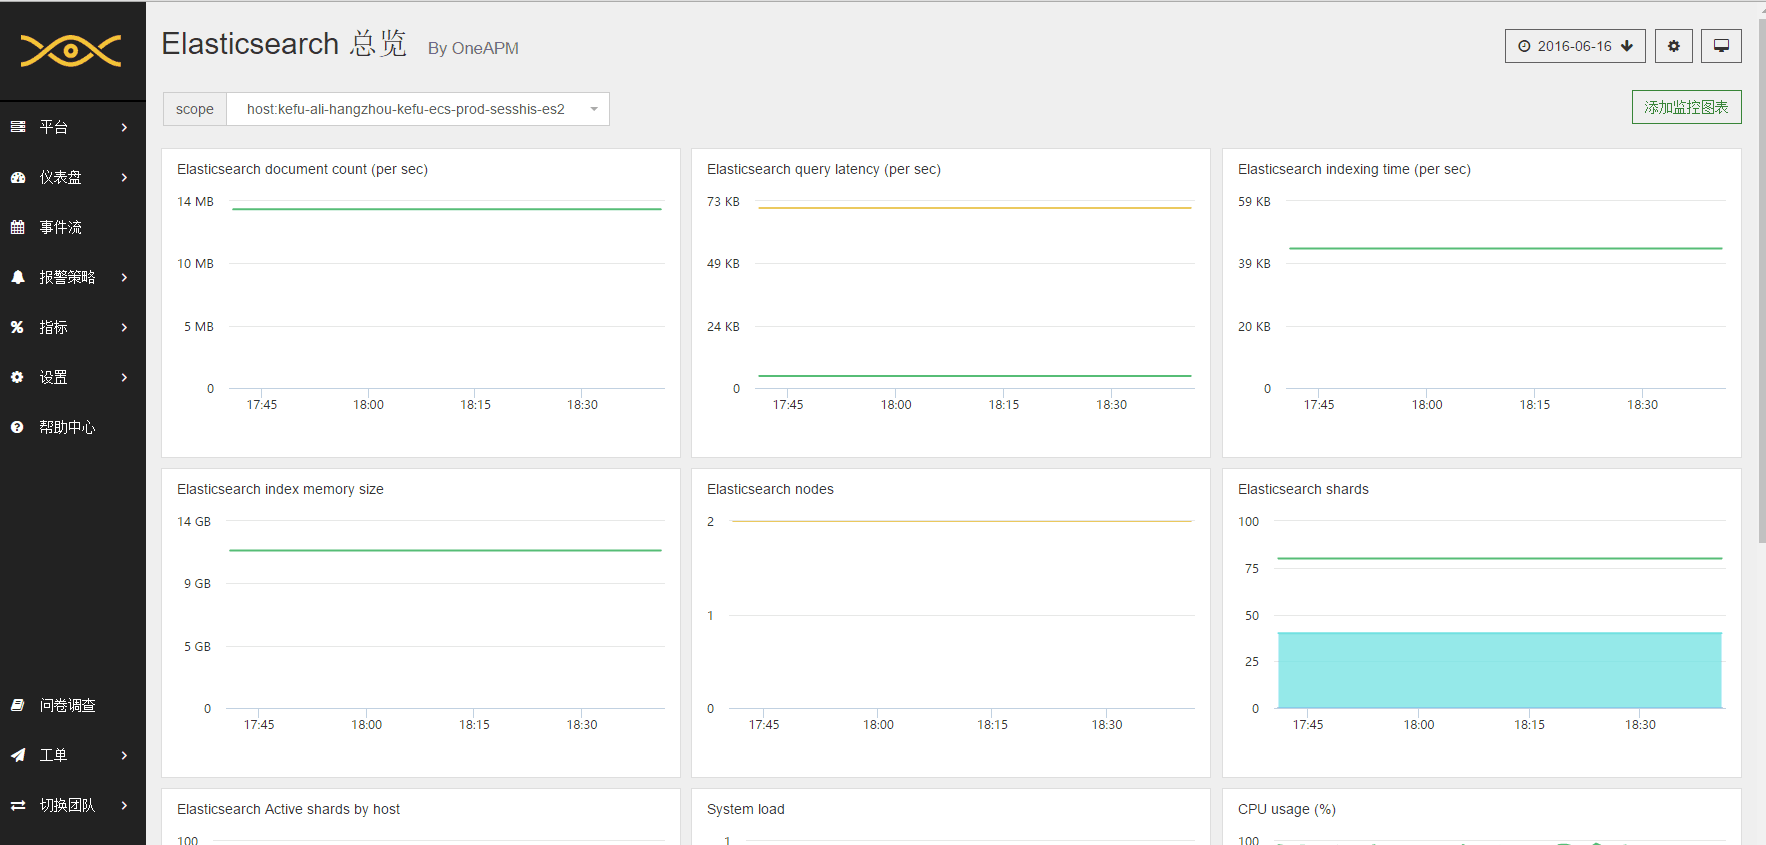 Elasticsearch 总览 By OneAPM
2016-06-16
scope host:kefu-ali-hangzhou-kefu-ecs-prod-sesshis-es2
添加监控图表
平台
仪表盘
事件流
报警策略
指标
设置
帮助中心
问卷调查
工单
切换团队
Elasticsearch document count (per sec)
14 MB
10 MB
5 MB
0
17:45 18:00 18:15 18:30
Elasticsearch query latency (per sec)
73 KB
49 KB
24 KB
0
17:45 18:00 18:15 18:30
Elasticsearch indexing time (per sec)
59 KB
39 KB
20 KB
0
17:45 18:00 18:15 18:30
Elasticsearch index memory size
14 GB
9 GB
5 GB
0
17:45 18:00 18:15 18:30
Elasticsearch nodes
2
1
0
17:45 18:00 18:15 18:30
Elasticsearch shards
100
75
50
25
0
17:45 18:00 18:15 18:30
Elasticsearch Active shards by host
100
System load
1
CPU usage (%)
100